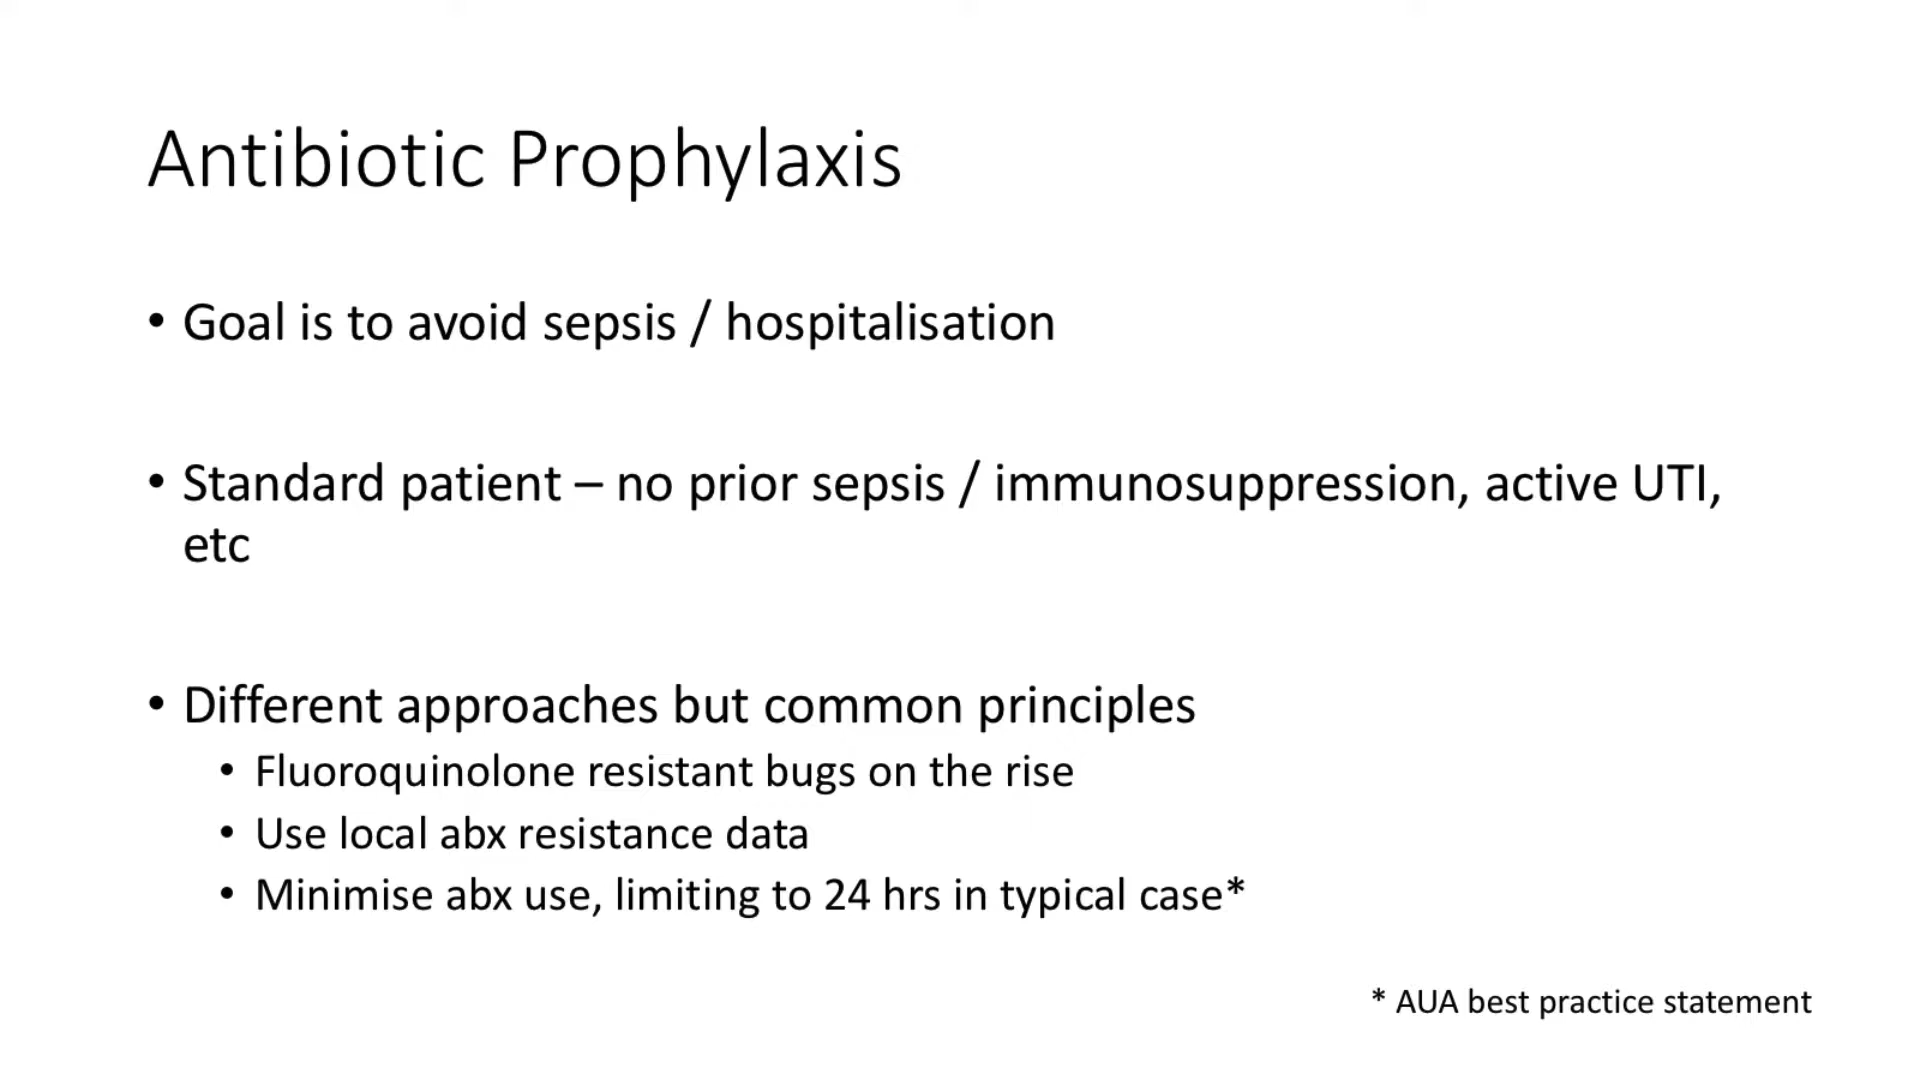 Antibiotic Prophylaxis
• Goal is to avoid sepsis / hospitalisation
• Standard patient – no prior sepsis / immunosuppression, active UTI,
etc
• Different approaches but common principles
• Fluoroquinolone resistant bugs on the rise
• Use local abx resistance data
• Minimise abx use, limiting to 24 hrs in typical case*
* AUA best practice statement